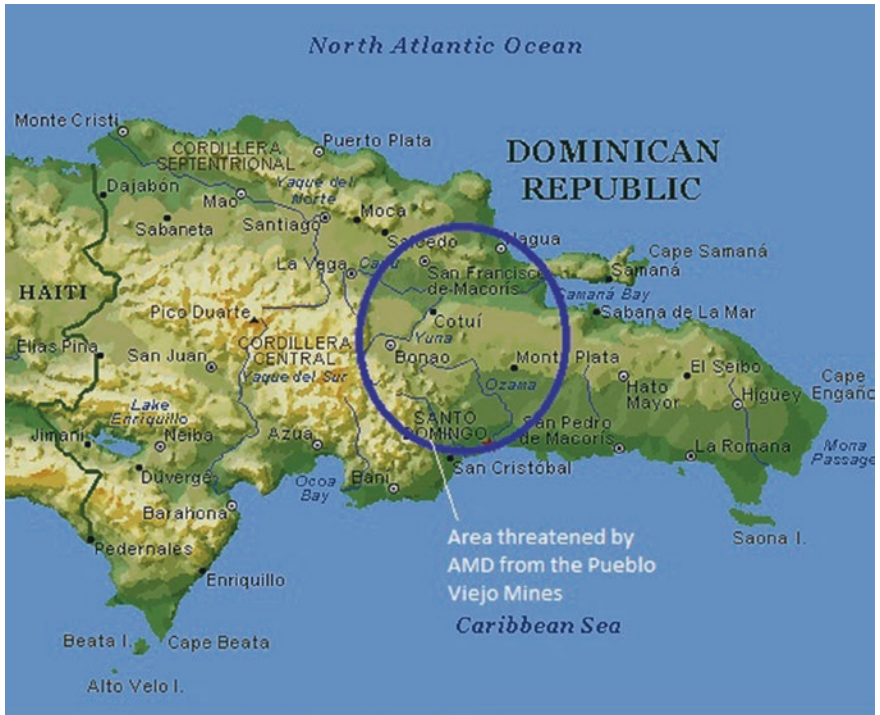 North Atlantic Ocean
Monte Cristi
Puerto Plata
CORDILLERA
SEPTENTRIONAL
DOMINICAN
REPUBLIC
Dajabón
Yaque del
Norte
Mao
Moca
Sabaneta
Santiago
Salcedo
Nagua
Cape Samaná
La Vega
Camu
San Francisco
de Macorís
Samaná
HAITI
Samaná Bay
Pico Duarte
Cotuí
Sabana de La Mar
Elías Piña
San Juan
CORDILLERA
CENTRAL
Yuna
Bonao
Monte Plata
El Seibo
Yaque del Sur
Ozama
Hato
Mayor
Higüey
Cape
Engaño
Lake
Enriquillo
Jimaní
Neiba
Azua
SANTO
DOMINGO
San Pedro
de Macorís
La Romana
Mona
Passage
San Cristóbal
Duvergé
Ocoa
Bay
Baní
Barahona
Saona I.
Pedernales
Area threatened by
AMD from the Pueblo
Viejo Mines
Enriquillo
Caribbean Sea
Beata I.
Cape Beata
Alto Velo I.